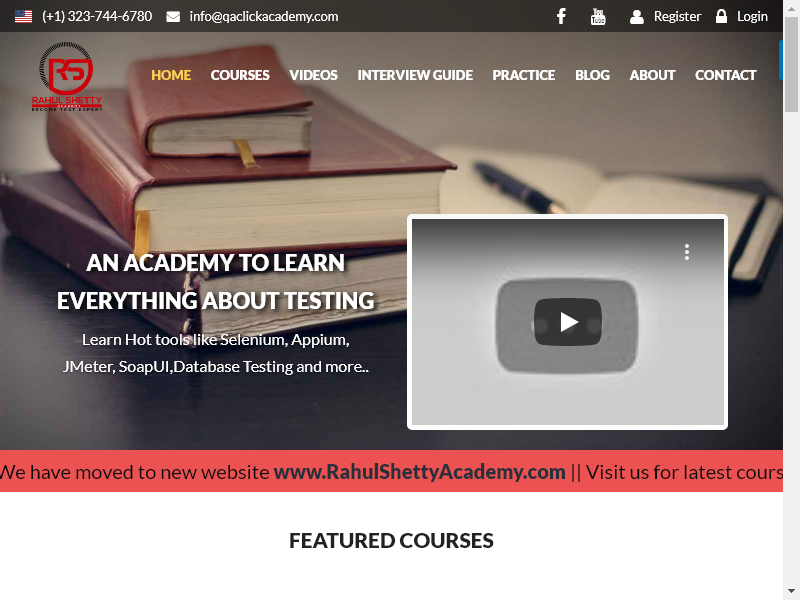 (+1) 323-744-6780 info@qaclickacademy.com Register Login
RS
RAHUL SHETTY
ACADEMY
HOME COURSES VIDEOS INTERVIEW GUIDE PRACTICE BLOG ABOUT CONTACT
AN ACADEMY TO LEARN
EVERYTHING ABOUT TESTING
Learn Hot tools like Selenium, Appium,
JMeter, SoapUI,Database Testing and more..
We have moved to new website www.RahulShettyAcademy.com || Visit us for latest cours
FEATURED COURSES